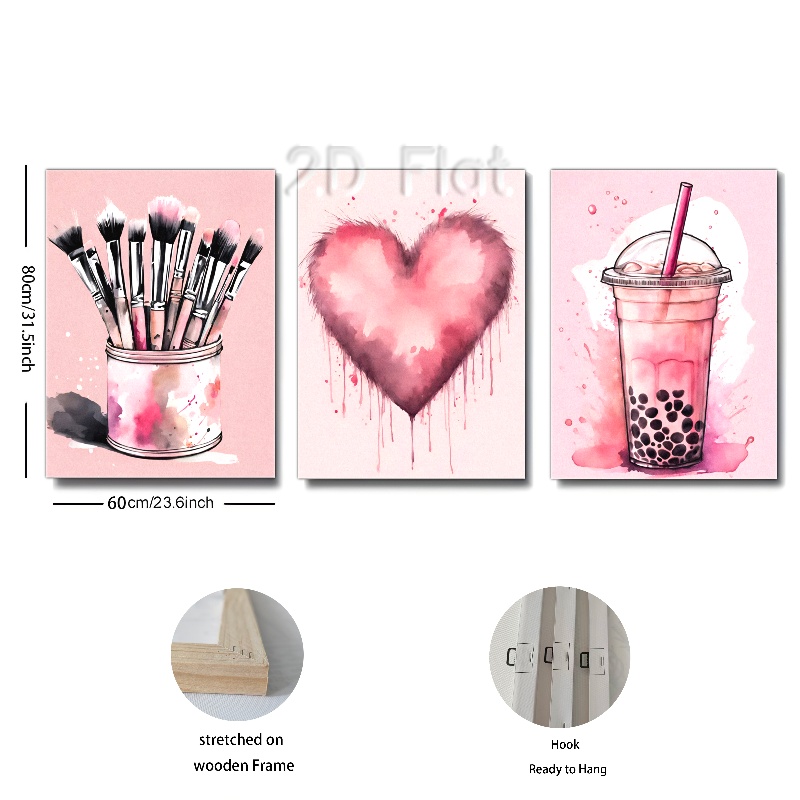 2D Flat
80cm/31.5inch
60cm/23.6inch
stretched on
wooden Frame
Hook
Ready to Hang